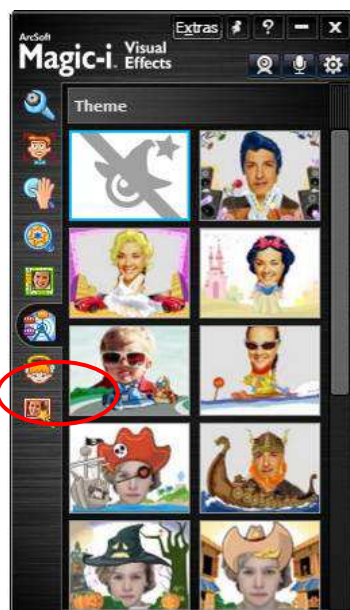 Extras ?
ArcSoft
Magic-i. Visual
Effects
Theme